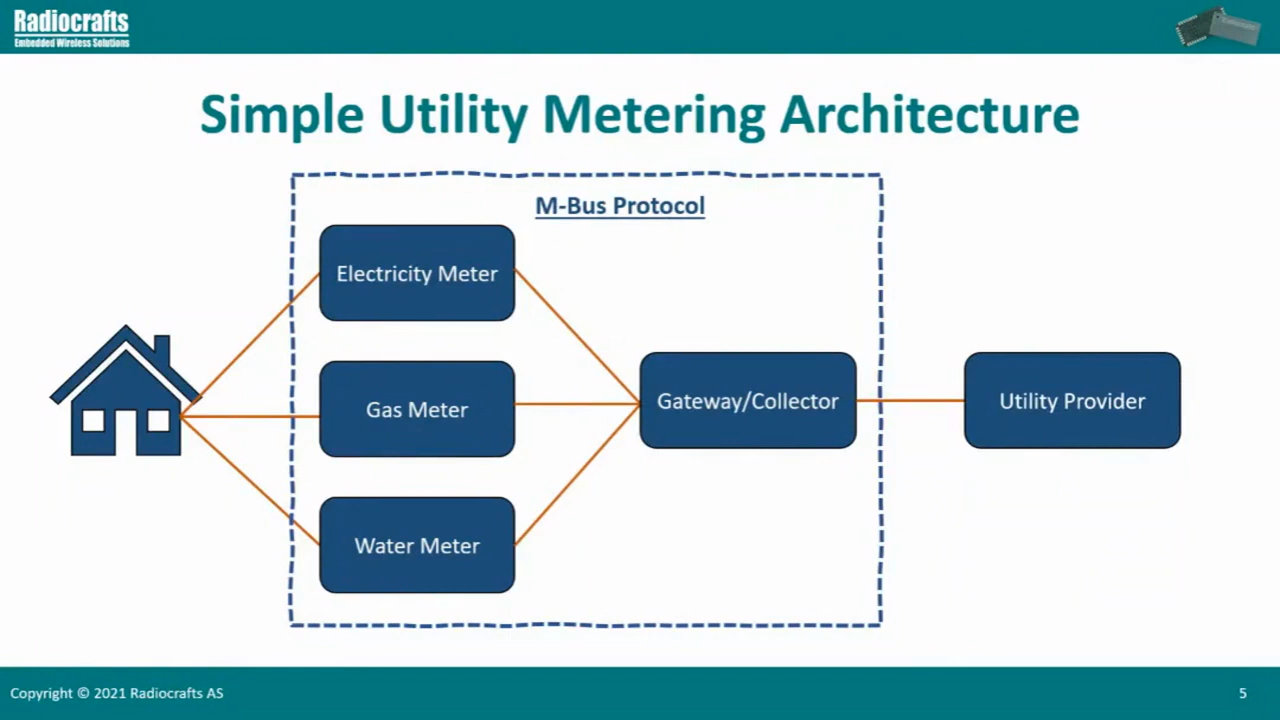 Radiocrafts
Embedded Wireless Solutions
Simple Utility Metering Architecture
M-Bus Protocol
Electricity Meter
Gas Meter
Gateway/Collector
Utility Provider
Water Meter
Copyright © 2021 Radiocrafts AS
5